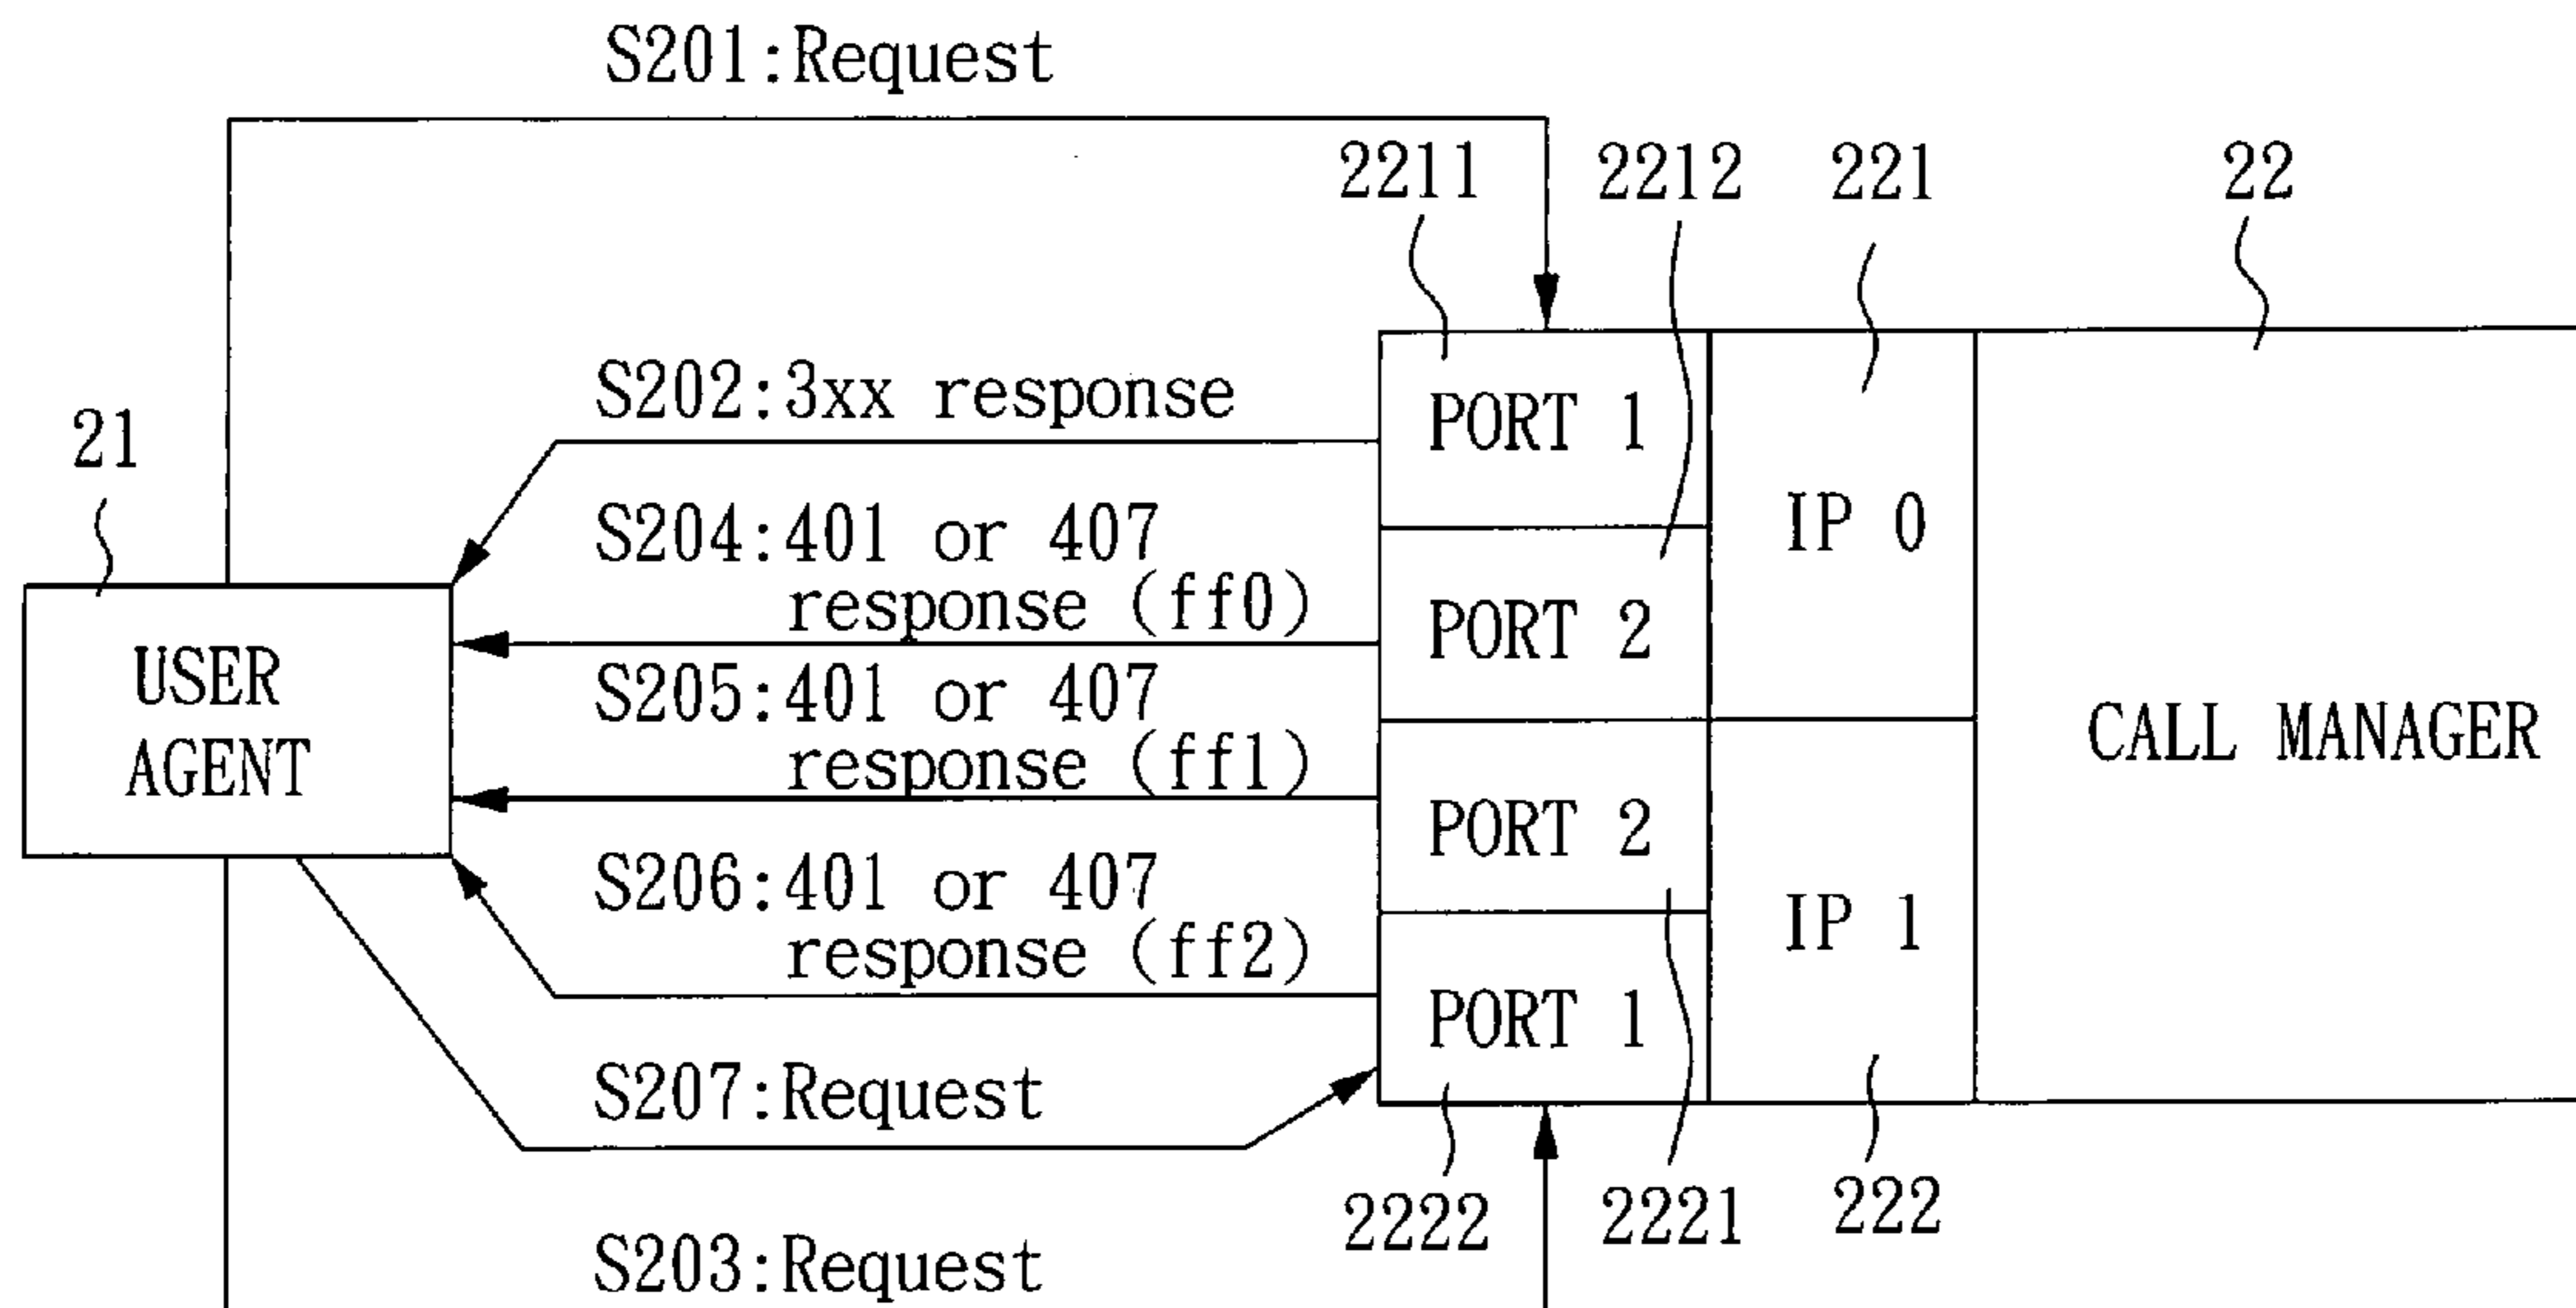 S201:Request
2211
2212
221
22
S202:3xx response
PORT 1
21
S204:401 or 407
response (ff0)
IP 0
PORT 2
USER
AGENT
S205:401 or 407
response (ff1)
CALL MANAGER
PORT 2
S206:401 or 407
response (ff2)
IP 1
PORT 1
S207:Request
2222
2221
222
S203:Request